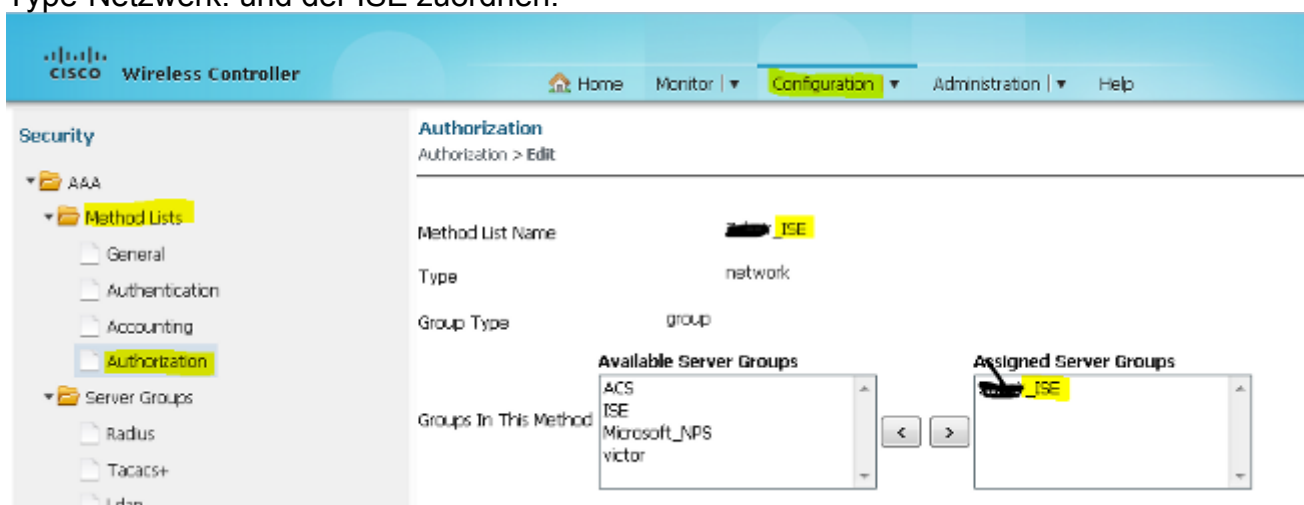 Type Netzwerk. und der ISE zuordnen.
CISCO Wireless Controller
Home Monitor Configuration Administration Help
Security
AAA
Method Lists
General
Authentication
Accounting
Authorization
Server Groups
Radius
Tacacs+
Ldap
Authorization
Authorization > Edit
Method List Name _ISE
Type network
Group Type group
Available Server Groups Assigned Server Groups
Groups In This Method
ACS
ISE
Microsoft_NPS
victor
< >
_ISE